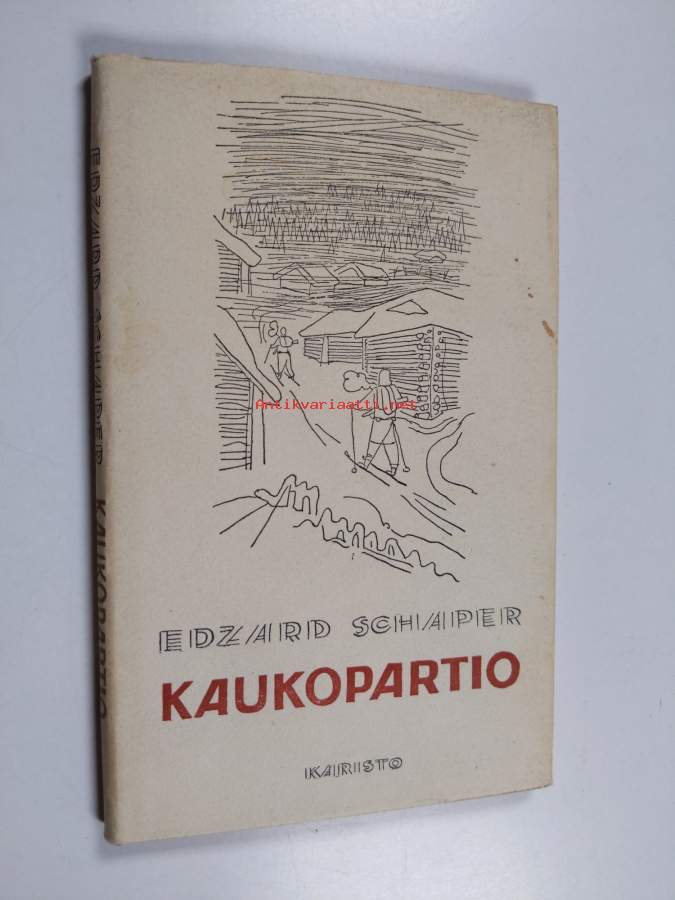 EDZARD SCHAPER KAUKOPARTIO
Antikvariaatti.net
EDZARD SCHAPER
KAUKOPARTIO
KARISTO